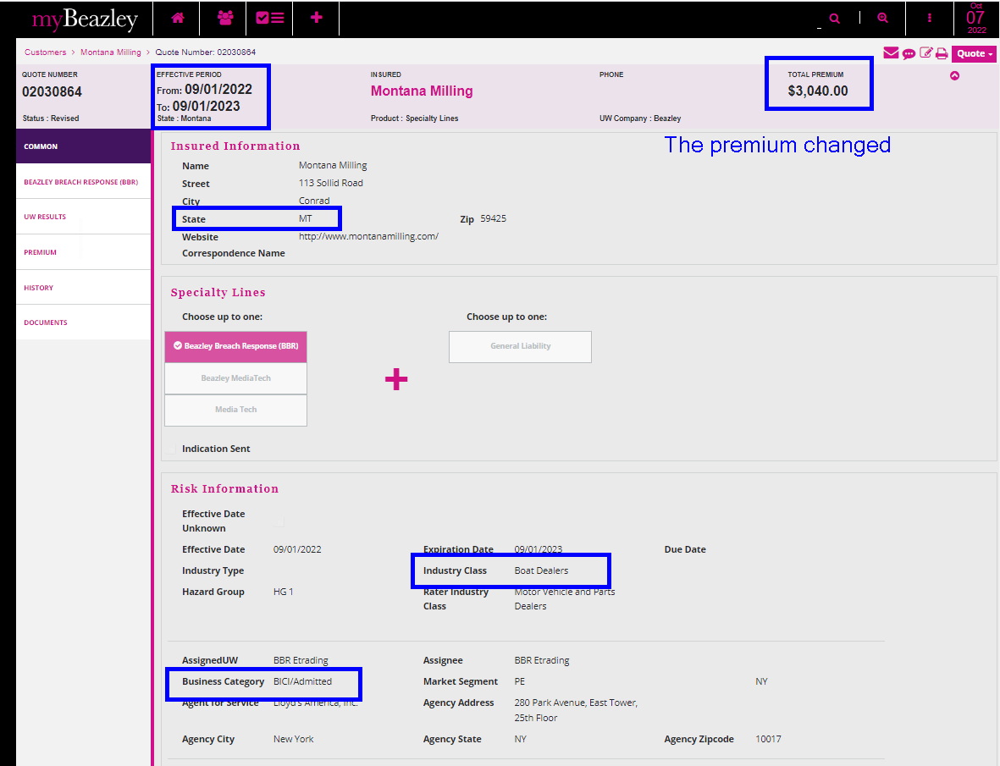 myBeazley
Oct
07
2022
Customers > Montana Milling > Quote Number: 02030864
Quote
QUOTE NUMBER
02030864
Status : Revised
EFFECTIVE PERIOD
From: 09/01/2022
To: 09/01/2023
State : Montana
INSURED
Montana Milling
Product : Specialty Lines
PHONE
UW Company : Beazley
TOTAL PREMIUM
$3,040.00
The premium changed
COMMON
BEAZLEY BREACH RESPONSE (BBR)
UW RESULTS
PREMIUM
HISTORY
DOCUMENTS
Insured Information
Name Montana Milling
Street 113 Sollid Road
City Conrad
State MT Zip 59425
Website http://www.montanamilling.com/
Correspondence Name
Specialty Lines
Choose up to one: Choose up to one:
Beazley Breach Response (BBR) General Liability
Beazley MediaTech
Media Tech
Indication Sent
Risk Information
Effective Date
Unknown
Effective Date 09/01/2022 Expiration Date 09/01/2023 Due Date
Industry Type Industry Class Boat Dealers
Hazard Group HG 1 Rater Industry Motor Vehicle and Parts
Class Dealers
AssignedUW BBR Etrading Assignee BBR Etrading
Business Category BICI/Admitted Market Segment PE NY
Agent for Service Lloyd's America, Inc. Agency Address 280 Park Avenue, East Tower,
25th Floor
Agency City New York Agency State NY Agency Zipcode 10017